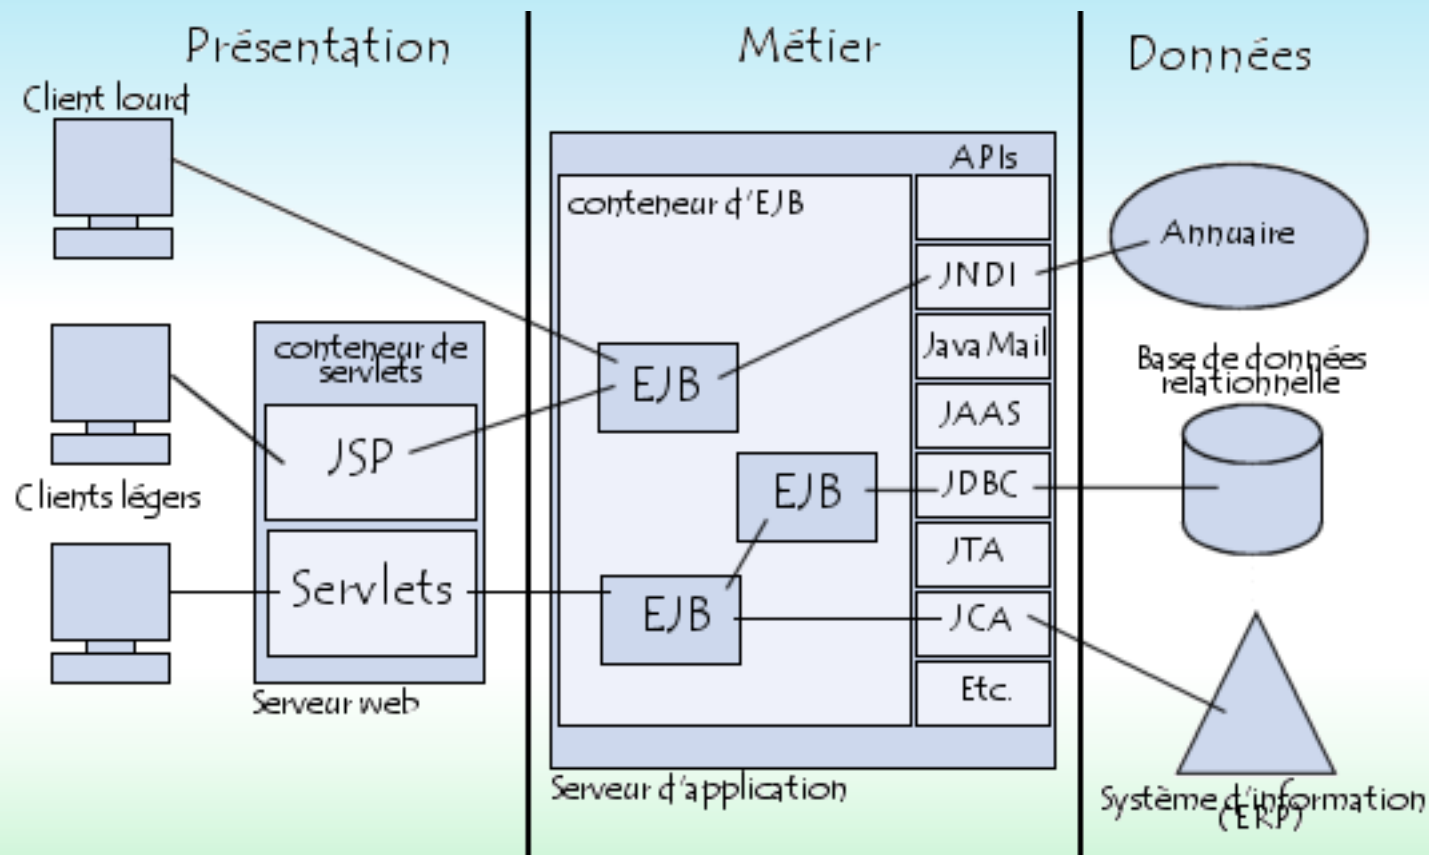 Présentation
Métier
Données
Client lourd
APIs
conteneur d'EJB
Annuaire
JNDI
conteneur de
servlets
Java Mail
Base de données
relationnelle
EJB
JAAS
JSP
Clients légers
EJB
JDBC
JTA
Servlets
EJB
JCA
Etc.
Serveur web
Serveur d'application
Système d'information
(ERP)